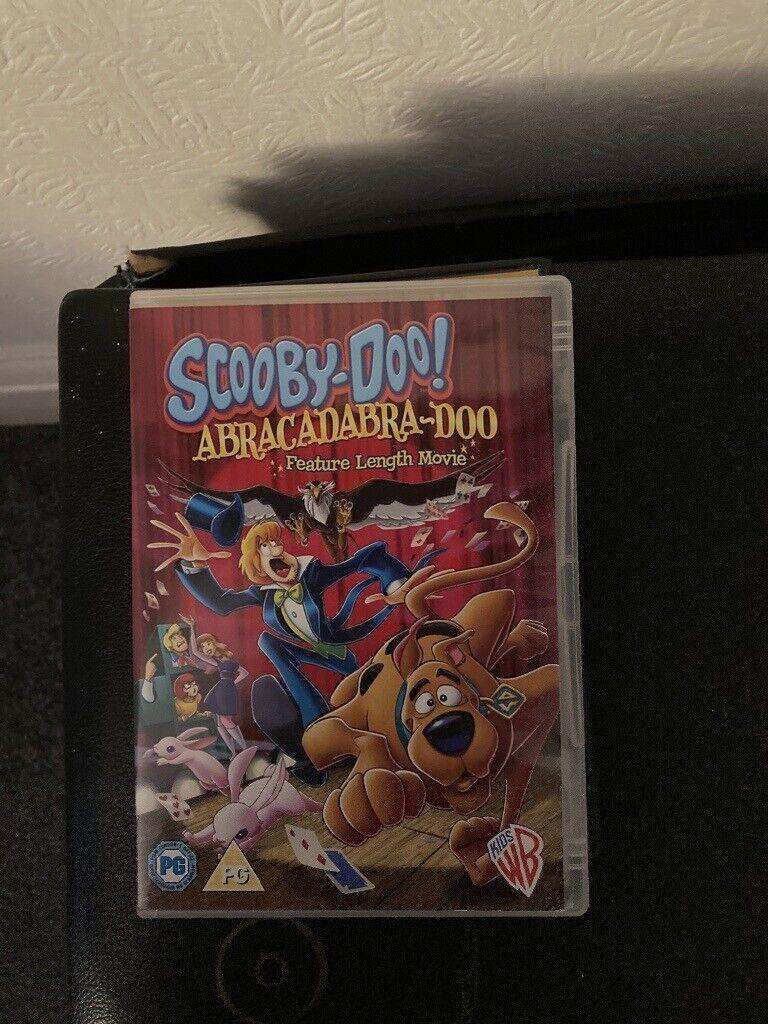 SCOOBY-DOO!
ABRACADABRA-DOO
Feature Length Movie
PG
PG
KIDS
WB